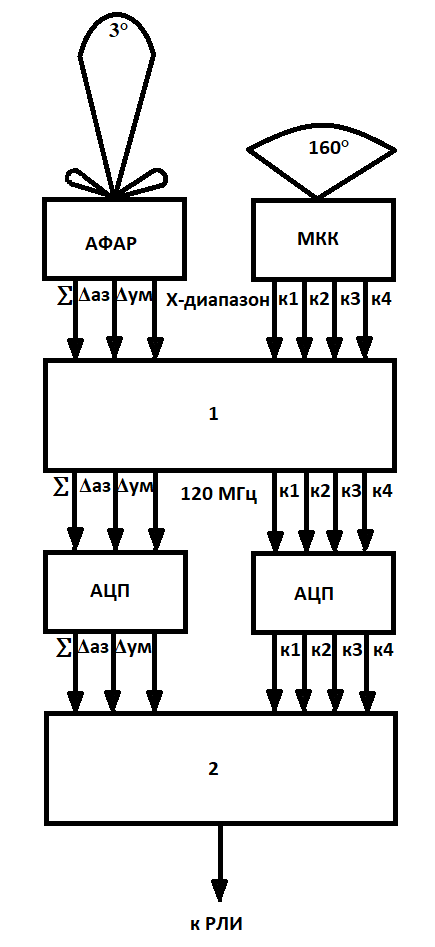 3°
160°
АФАР
МКК
Σ Δаз Δум Х-диапазон к1 к2 к3 к4
1
Σ Δаз Δум 120 МГц к1 к2 к3 к4
АЦП
АЦП
Σ Δаз Δум к1 к2 к3 к4
2
к РЛИ